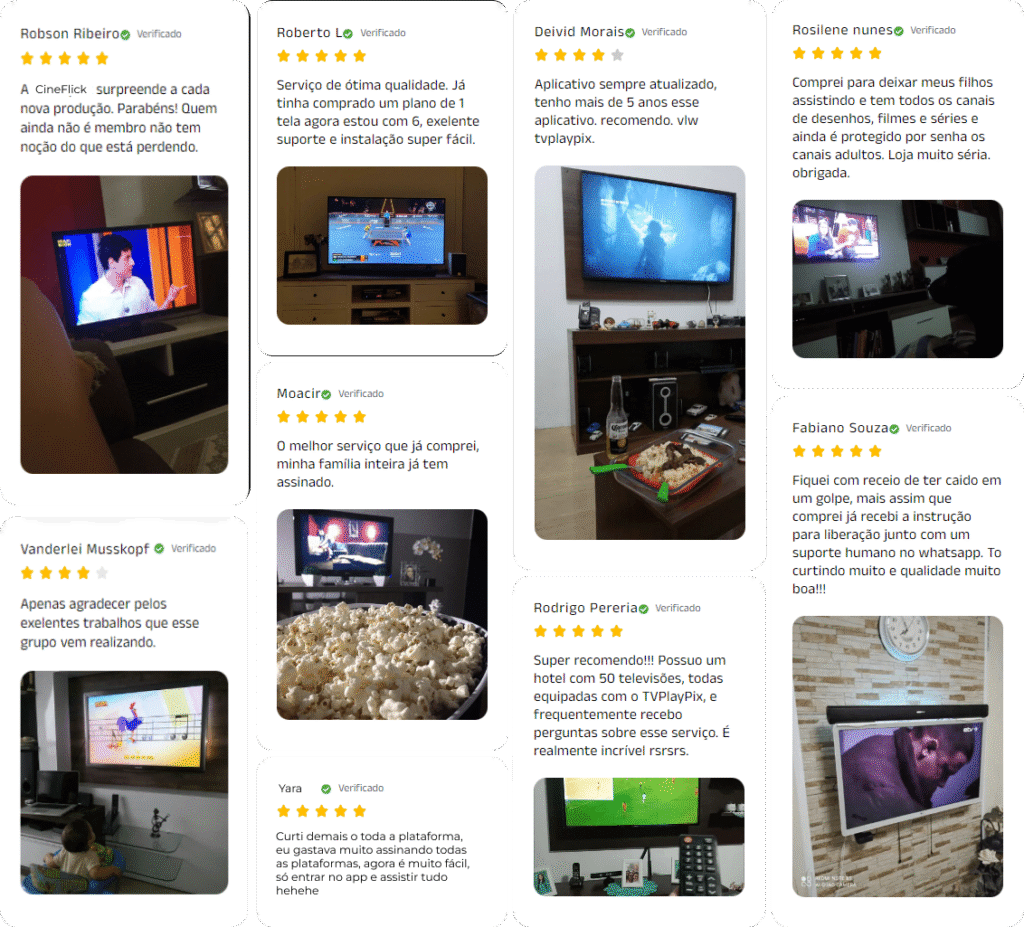 Robson Ribeiro Verificado
A CineFlick surpreende a cada
nova produção. Parabéns! Quem
ainda não é membro não tem
noção do que está perdendo.
Vanderlei Musskopf Verificado
Apenas agradecer pelos
exelentes trabalhos que esse
grupo vem realizando.
Roberto L Verificado
Serviço de ótima qualidade. Já
tinha comprado um plano de 1
tela agora estou com 6, exelente
suporte e instalação super fácil.
Moacir Verificado
O melhor serviço que já comprei,
minha família inteira já tem
assinado.
Yara Verificado
Curti demais o toda a plataforma,
eu gastava muito assinando todas
as plataformas, agora é muito fácil,
só entrar no app e assistir tudo
hehehe
Deivid Morais Verificado
Aplicativo sempre atualizado,
tenho mais de 5 anos esse
aplicativo. recomendo. vlw
tvplaypix.
Rodrigo Pereria Verificado
Super recomendo!!! Possuo um
hotel com 50 televisões, todas
equipadas com o TVPlayPix, e
frequentemente recebo
perguntas sobre esse serviço. É
realmente incrível rsrsrs.
Rosilene nunes Verificado
Comprei para deixar meus filhos
assistindo e tem todos os canais
de desenhos, filmes e séries e
ainda é protegido por senha os
canais adultos. Loja muito séria.
obrigada.
Fabiano Souza Verificado
Fiquei com receio de ter caido em
um golpe, mais assim que
comprei já recebi a instrução
para liberação junto com um
suporte humano no whatsapp. To
curtindo muito e qualidade muito
boa!!!